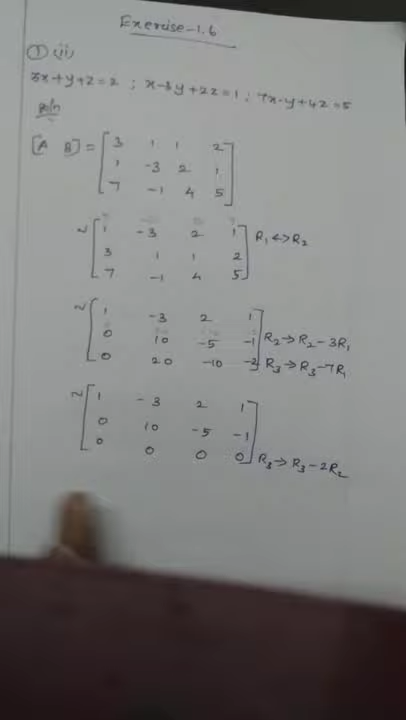 Exercise-1.6
① (ii)
3x+y+z=2 ; x-3y+2z=1 ; 7x-y+4z=5
Soln
[A B] = [3 1 1 2
1 -3 2 1
7 -1 4 5]
~ [1 -3 2 1
3 1 1 2
7 -1 4 5] R₁↔R₂
~ [1 -3 2 1
0 10 -5 -1
0 20 -10 -2] R₂→R₂-3R₁
R₃→R₃-7R₁
~ [1 -3 2 1
0 10 -5 -1
0 0 0 0] R₃→R₃-2R₂